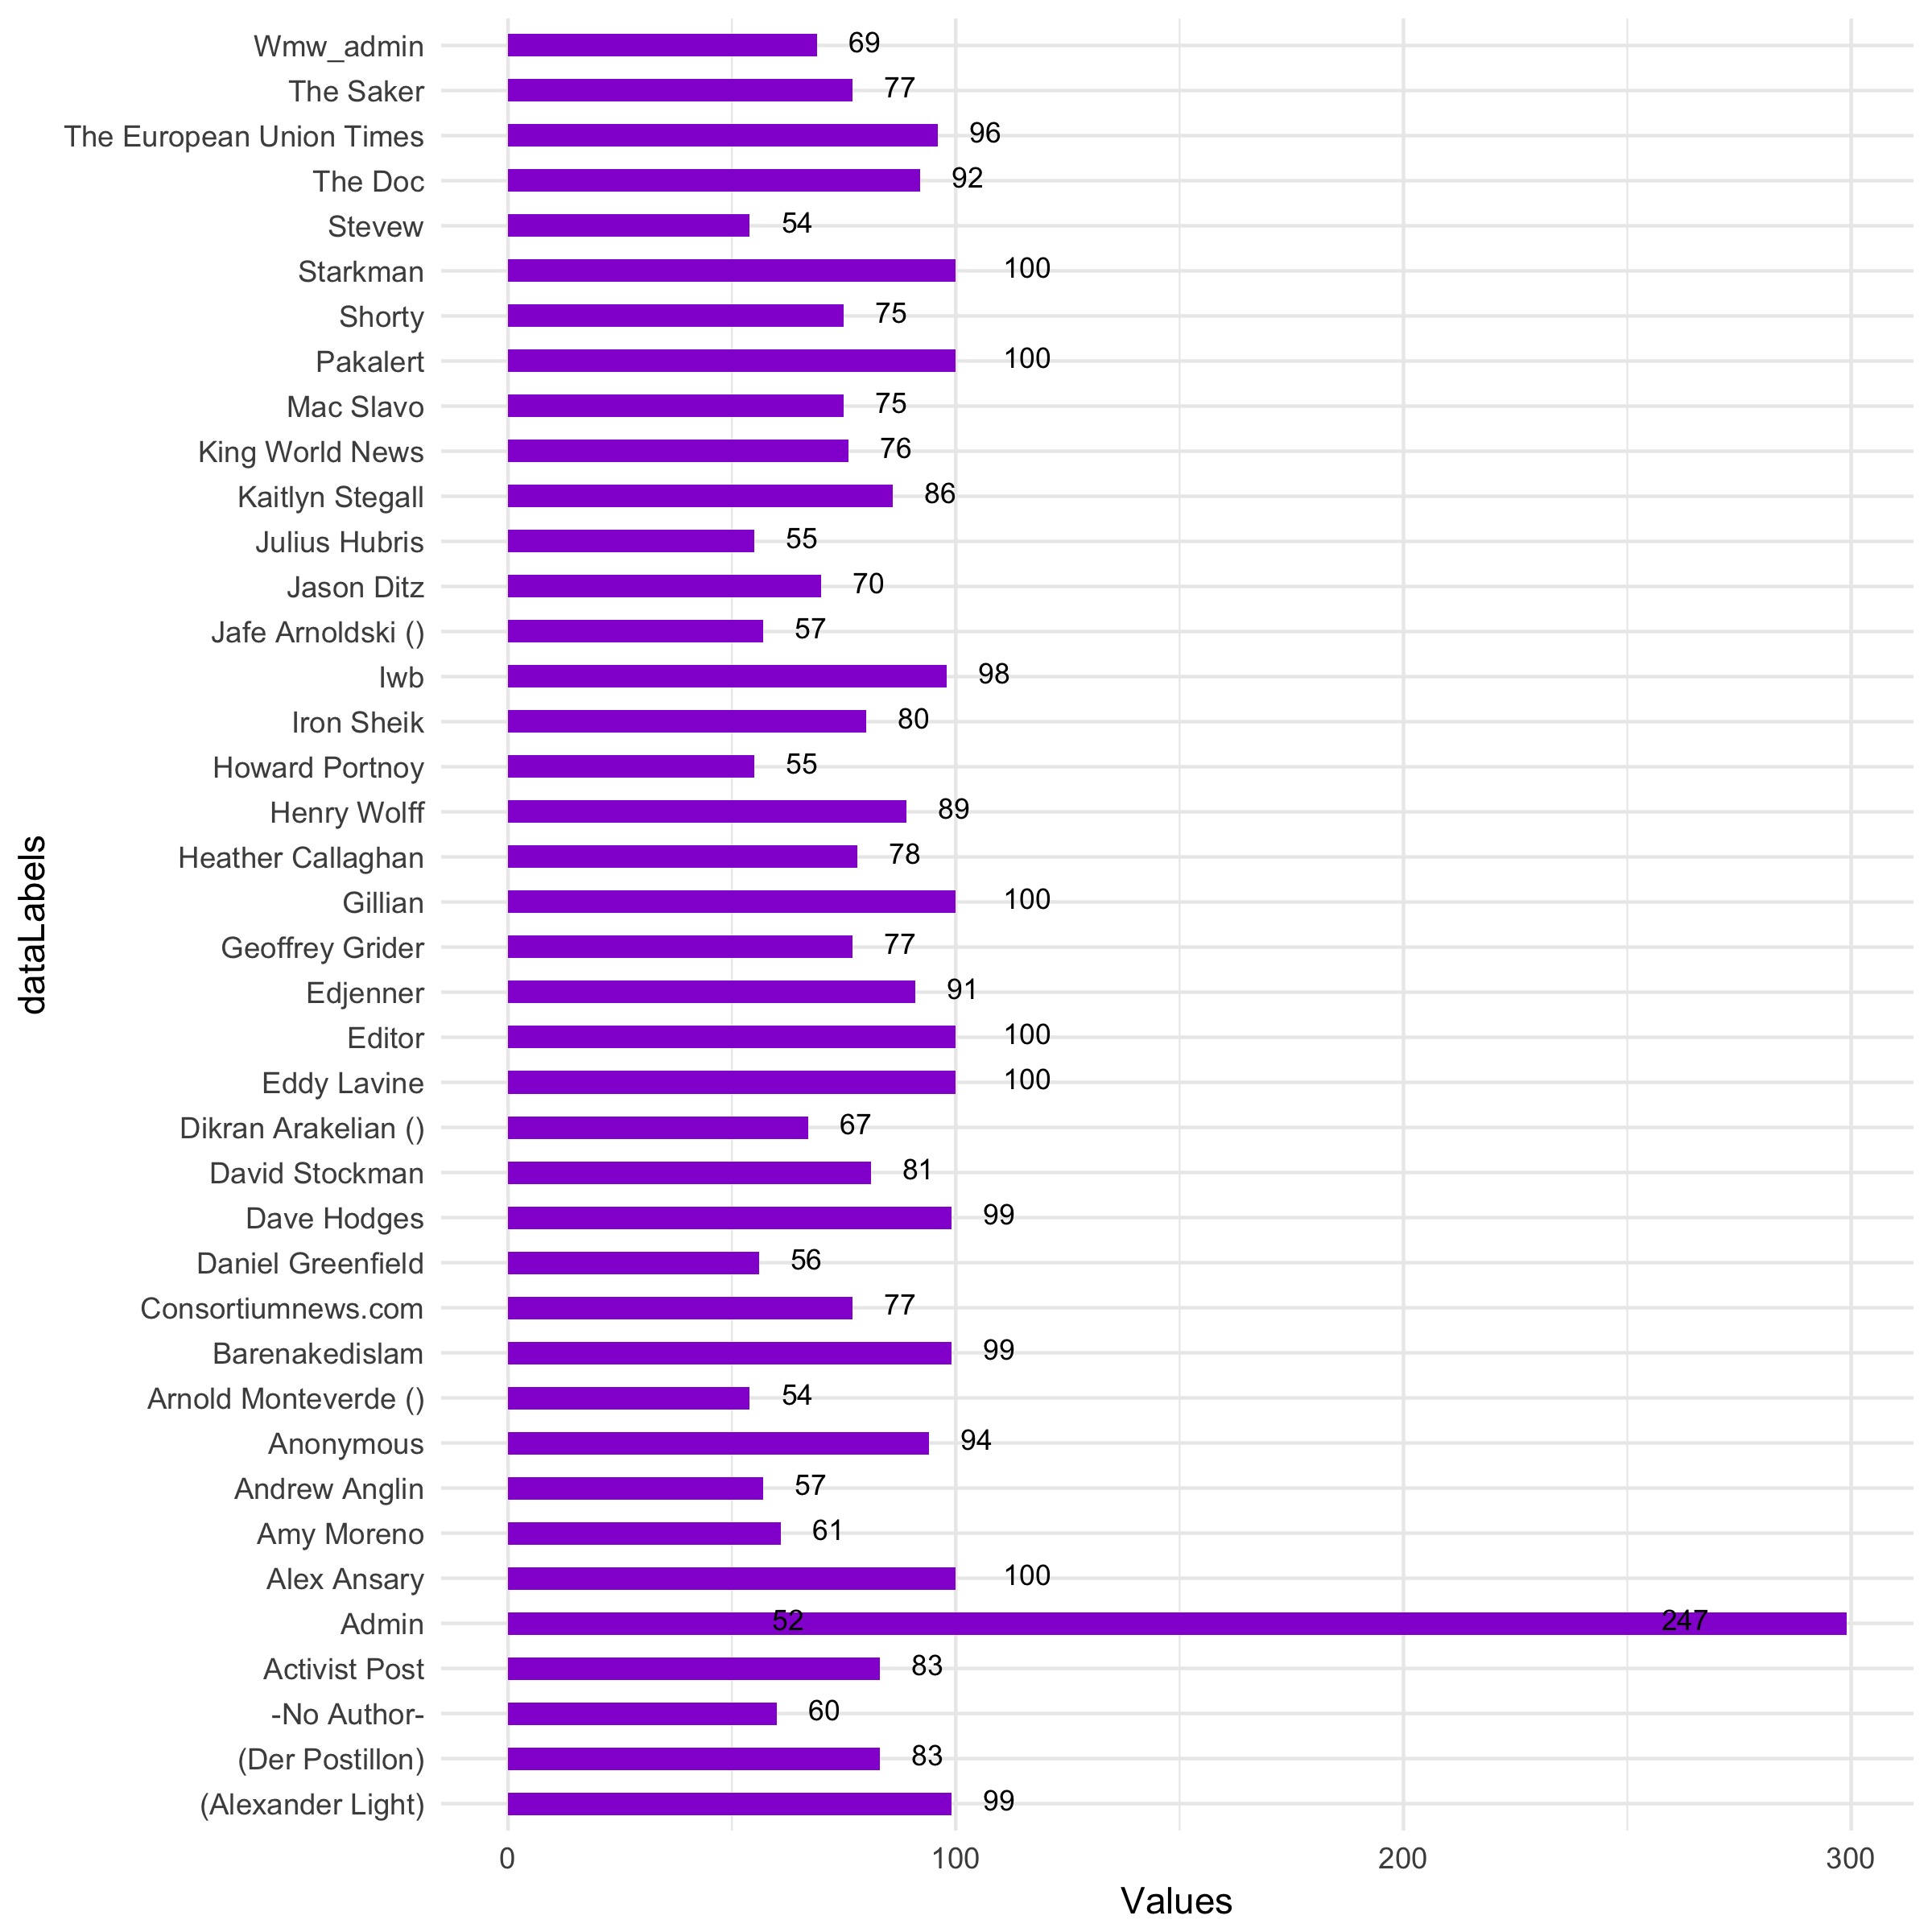 Wmw_admin 69
The Saker 77
The European Union Times 96
The Doc 92
Stevew 54
Starkman 100
Shorty 75
Pakalert 100
Mac Slavo 75
King World News 76
Kaitlyn Stegall 86
Julius Hubris 55
Jason Ditz 70
Jafe Arnoldski () 57
Iwb 98
Iron Sheik 80
Howard Portnoy 55
Henry Wolff 89
Heather Callaghan 78
Gillian 100
Geoffrey Grider 77
Edjenner 91
Editor 100
Eddy Lavine 100
Dikran Arakelian () 67
David Stockman 81
Dave Hodges 99
Daniel Greenfield 56
Consortiumnews.com 77
Barenakedislam 99
Arnold Monteverde () 54
Anonymous 94
Andrew Anglin 57
Amy Moreno 61
Alex Ansary 100
Admin 52 247
Activist Post 83
-No Author- 60
(Der Postillon) 83
(Alexander Light) 99
dataLabels
0 100 200 300
Values